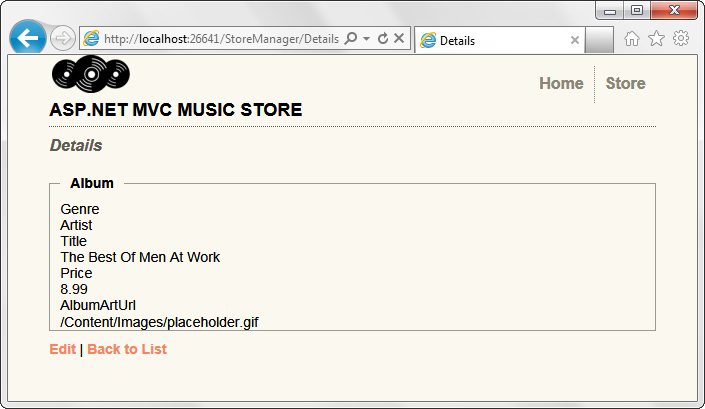 http://localhost:26641/StoreManager/Details
Details
Home
Store
ASP.NET MVC MUSIC STORE
Details
Album
Genre
Artist
Title
The Best Of Men At Work
Price
8.99
AlbumArtUrl
/Content/Images/placeholder.gif
Edit | Back to List